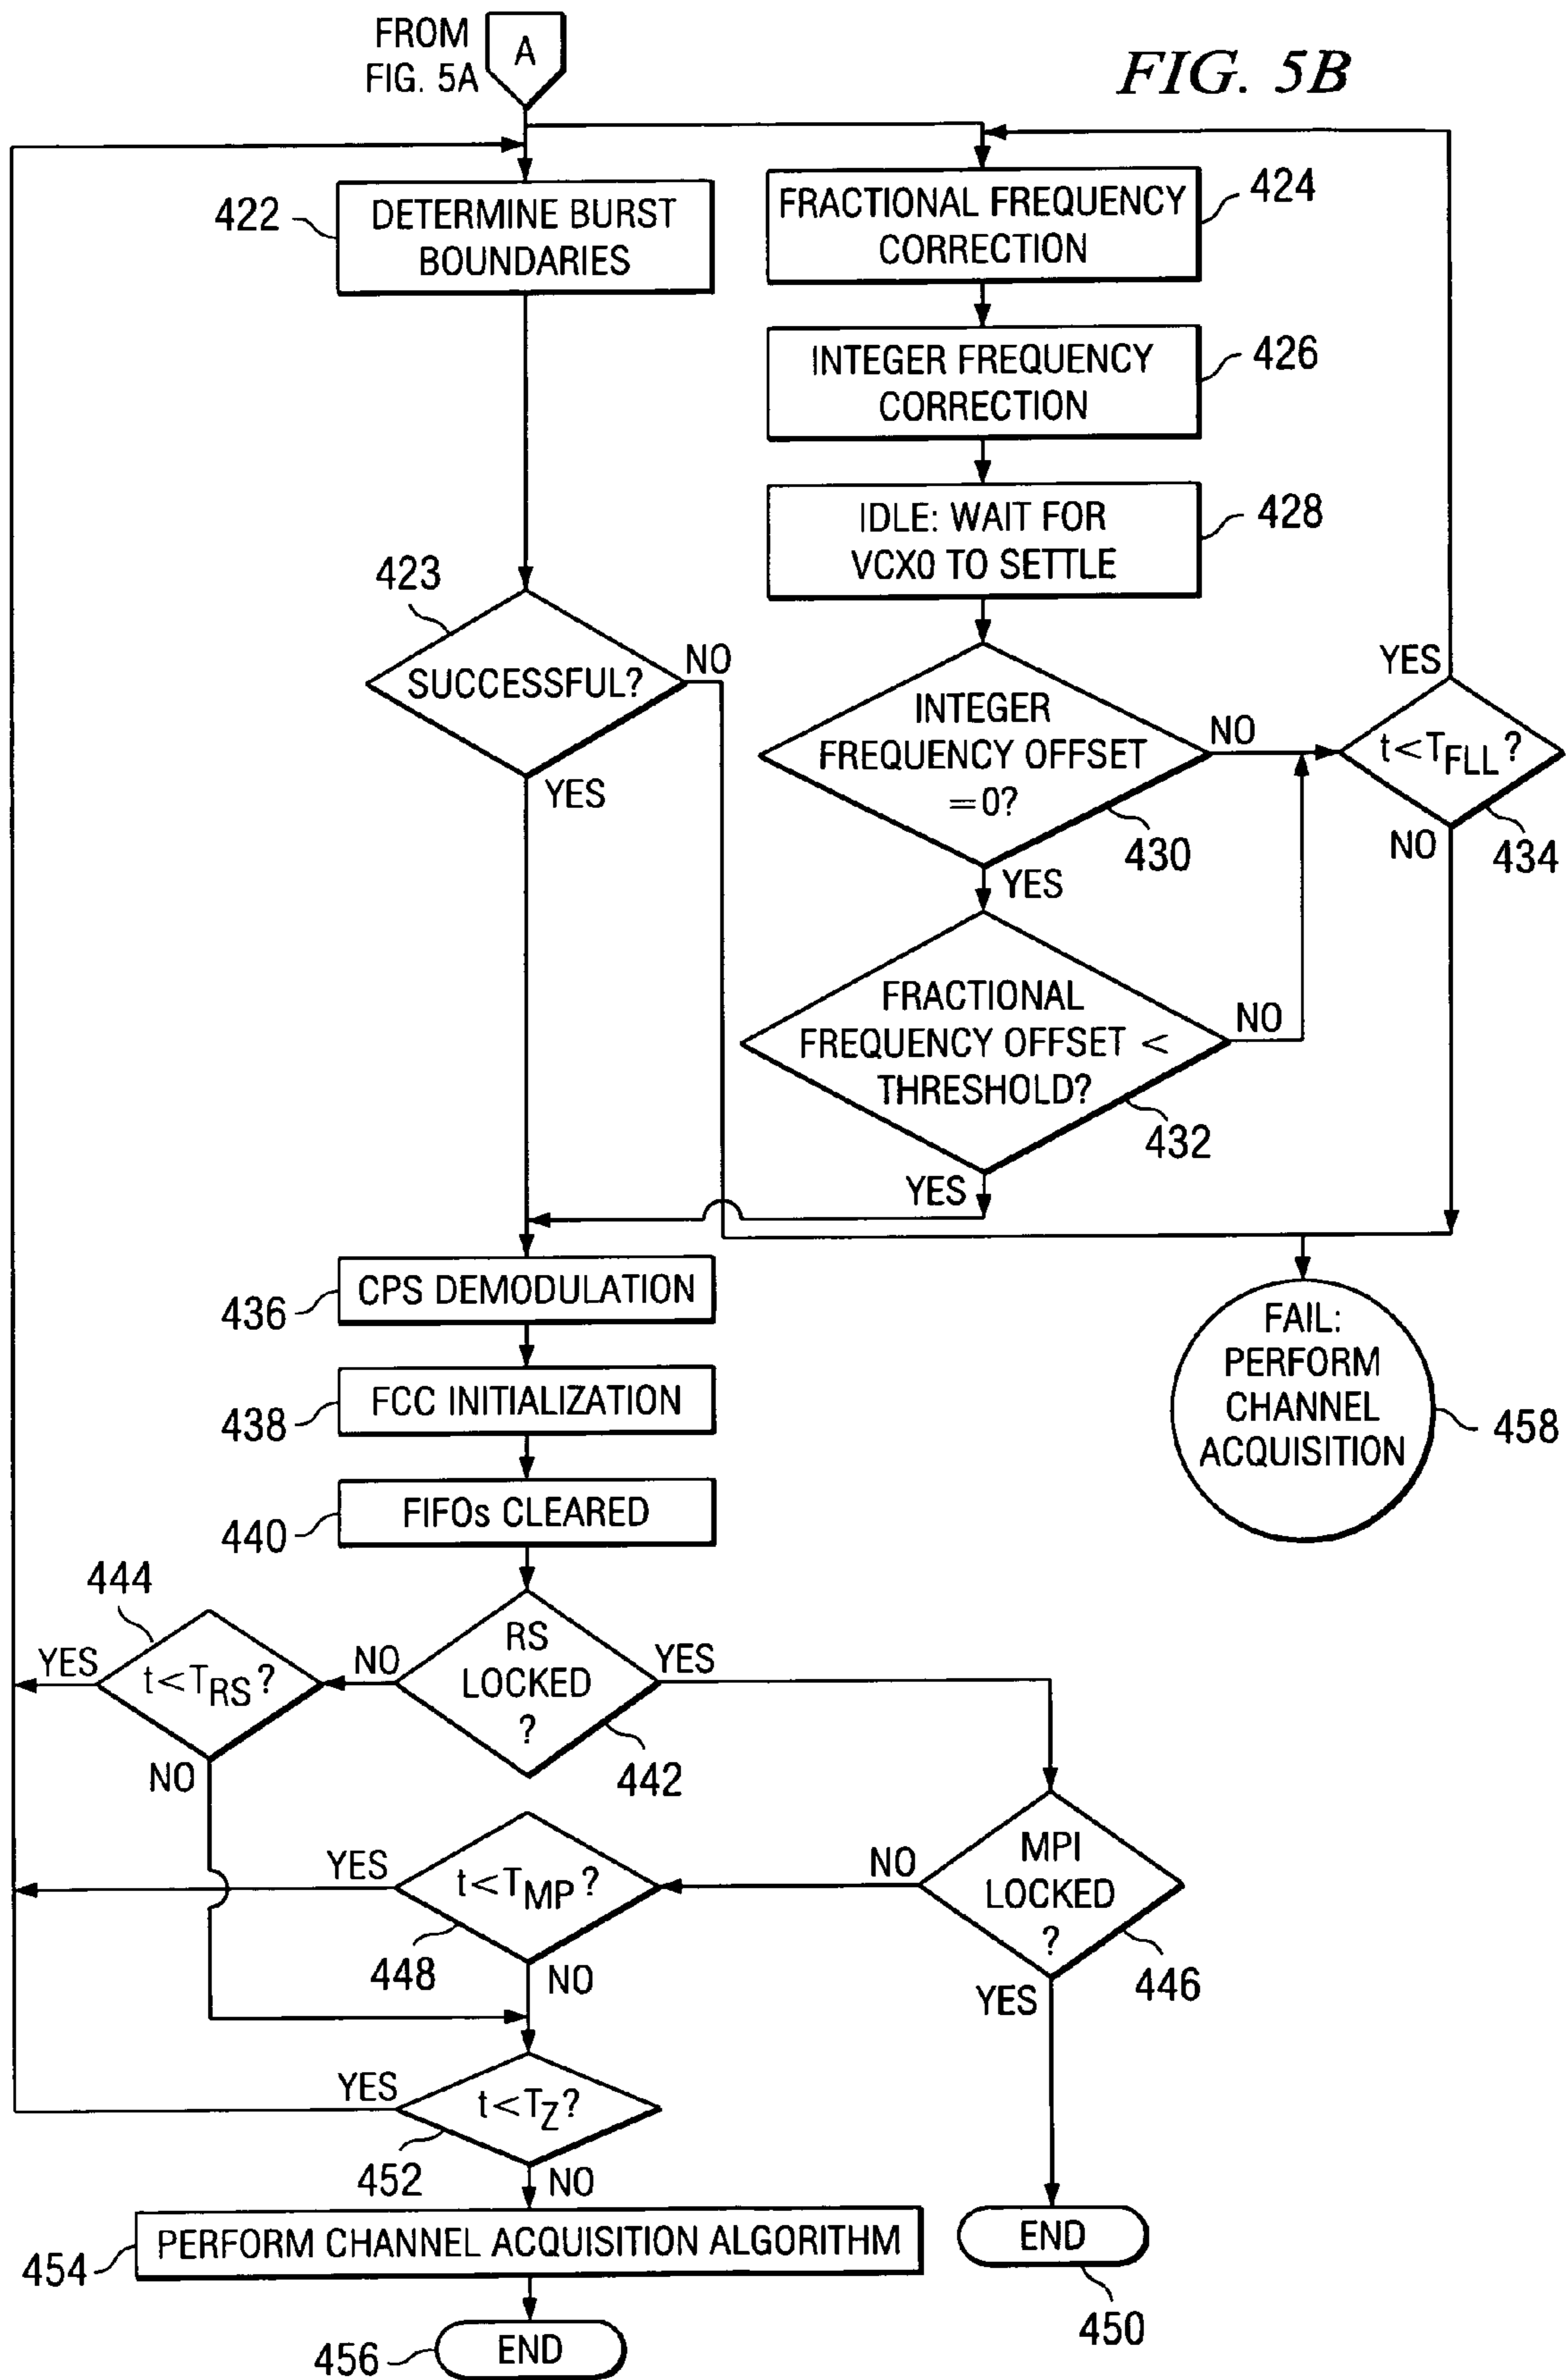 FROM
FIG. 5A
A
FIG. 5B
422
DETERMINE BURST
BOUNDARIES
FRACTIONAL FREQUENCY
CORRECTION
424
INTEGER FREQUENCY
CORRECTION
426
IDLE: WAIT FOR
VCX0 TO SETTLE
428
423
SUCCESSFUL?
NO
YES
INTEGER
FREQUENCY OFFSET
=0?
NO
430
YES
YES
t<TFLL?
NO
434
FRACTIONAL
FREQUENCY OFFSET <
THRESHOLD?
NO
432
YES
436
CPS DEMODULATION
438
FCC INITIALIZATION
440
FIFOs CLEARED
FAIL:
PERFORM
CHANNEL
ACQUISITION
458
444
YES
t<TRS?
NO
NO
RS
LOCKED
?
YES
442
YES
t<TMP?
448
NO
NO
MPI
LOCKED
?
446
YES
YES
t<TZ?
452
NO
454
PERFORM CHANNEL ACQUISITION ALGORITHM
END
450
456
END